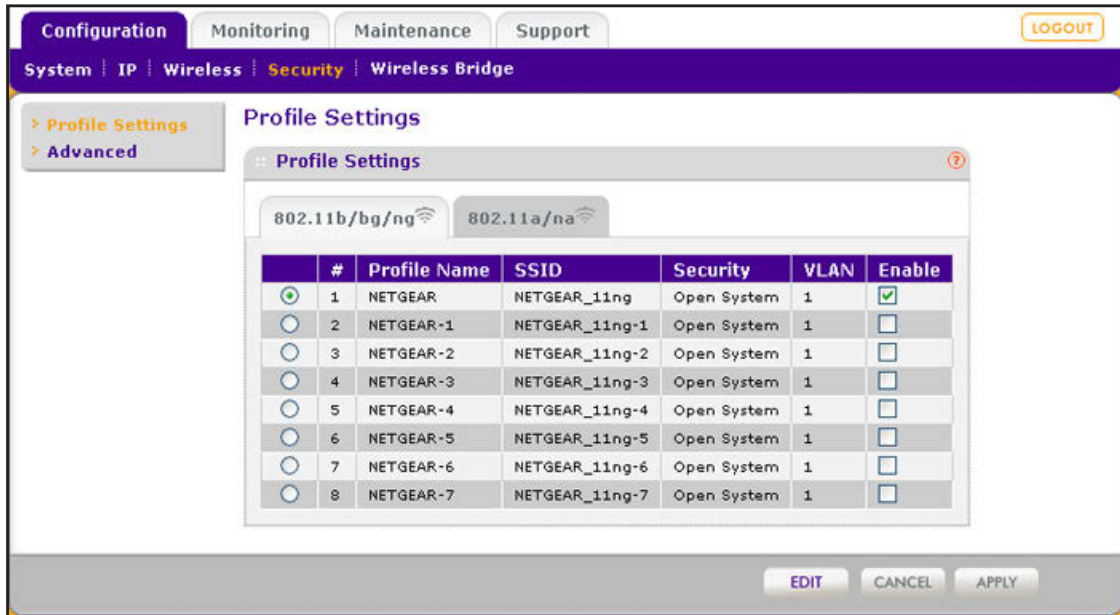 Configuration Monitoring Maintenance Support LOGOUT
System IP Wireless Security Wireless Bridge
Profile Settings
Advanced
Profile Settings
Profile Settings ?
802.11b/bg/ng 802.11a/na
# Profile Name SSID Security VLAN Enable
1 NETGEAR NETGEAR_11ng Open System 1
2 NETGEAR-1 NETGEAR_11ng-1 Open System 1
3 NETGEAR-2 NETGEAR_11ng-2 Open System 1
4 NETGEAR-3 NETGEAR_11ng-3 Open System 1
5 NETGEAR-4 NETGEAR_11ng-4 Open System 1
6 NETGEAR-5 NETGEAR_11ng-5 Open System 1
7 NETGEAR-6 NETGEAR_11ng-6 Open System 1
8 NETGEAR-7 NETGEAR_11ng-7 Open System 1
EDIT CANCEL APPLY